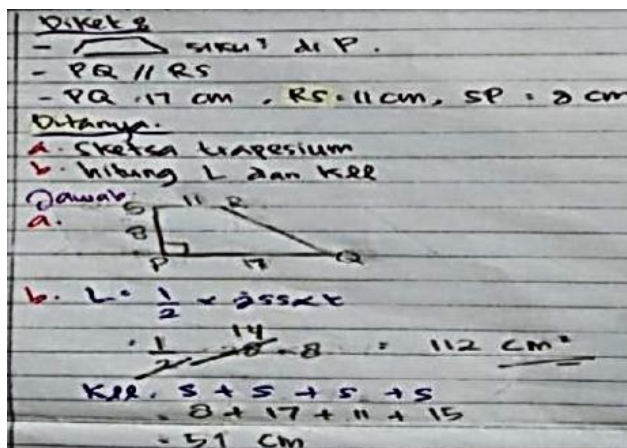 Diket :
- siku² di P.
- PQ // RS
- PQ = 17 cm, RS = 11 cm, SP = 8 cm
Ditanya.
a. Sketsa trapesium
b. hitung L dan Kll
Jawab:
a.
S 11 R
8
P 17 Q
b. L = 1/2 × Jss × t
= 1/2 . 8 = 112 cm²
14
Kll = s + s + s + s
= 8 + 17 + 11 + 15
= 51 cm